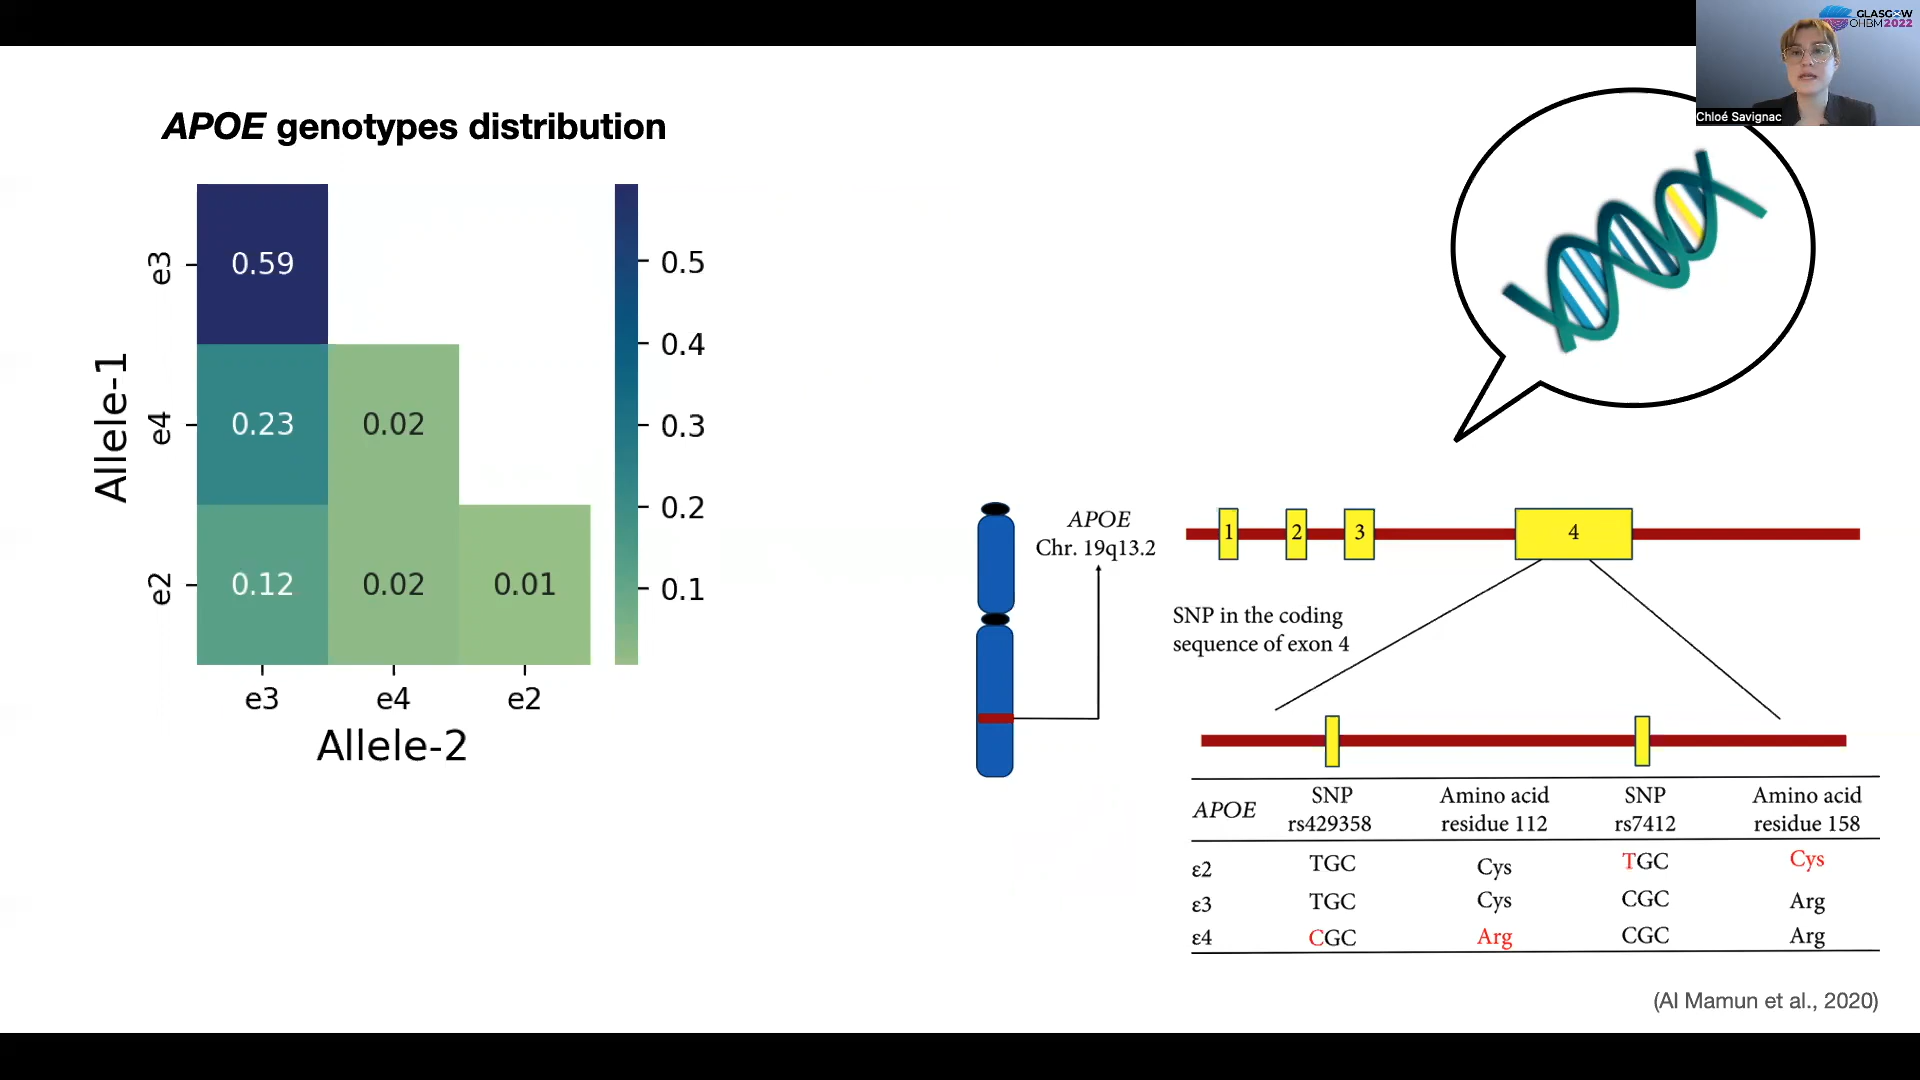 GLASGOW
OHBM2022
Chloé Savignac
APOE genotypes distribution
Allele-1
e3
e4
e2
0.59
0.23
0.02
0.12
0.02
0.01
e3
e4
e2
Allele-2
0.5
0.4
0.3
0.2
0.1
APOE
Chr. 19q13.2
1
2
3
4
SNP in the coding
sequence of exon 4
APOE
SNP
rs429358
Amino acid
residue 112
SNP
rs7412
Amino acid
residue 158
ε2 TGC Cys TGC Cys
ε3 TGC Cys CGC Arg
ε4 CGC Arg CGC Arg
(Al Mamun et al., 2020)